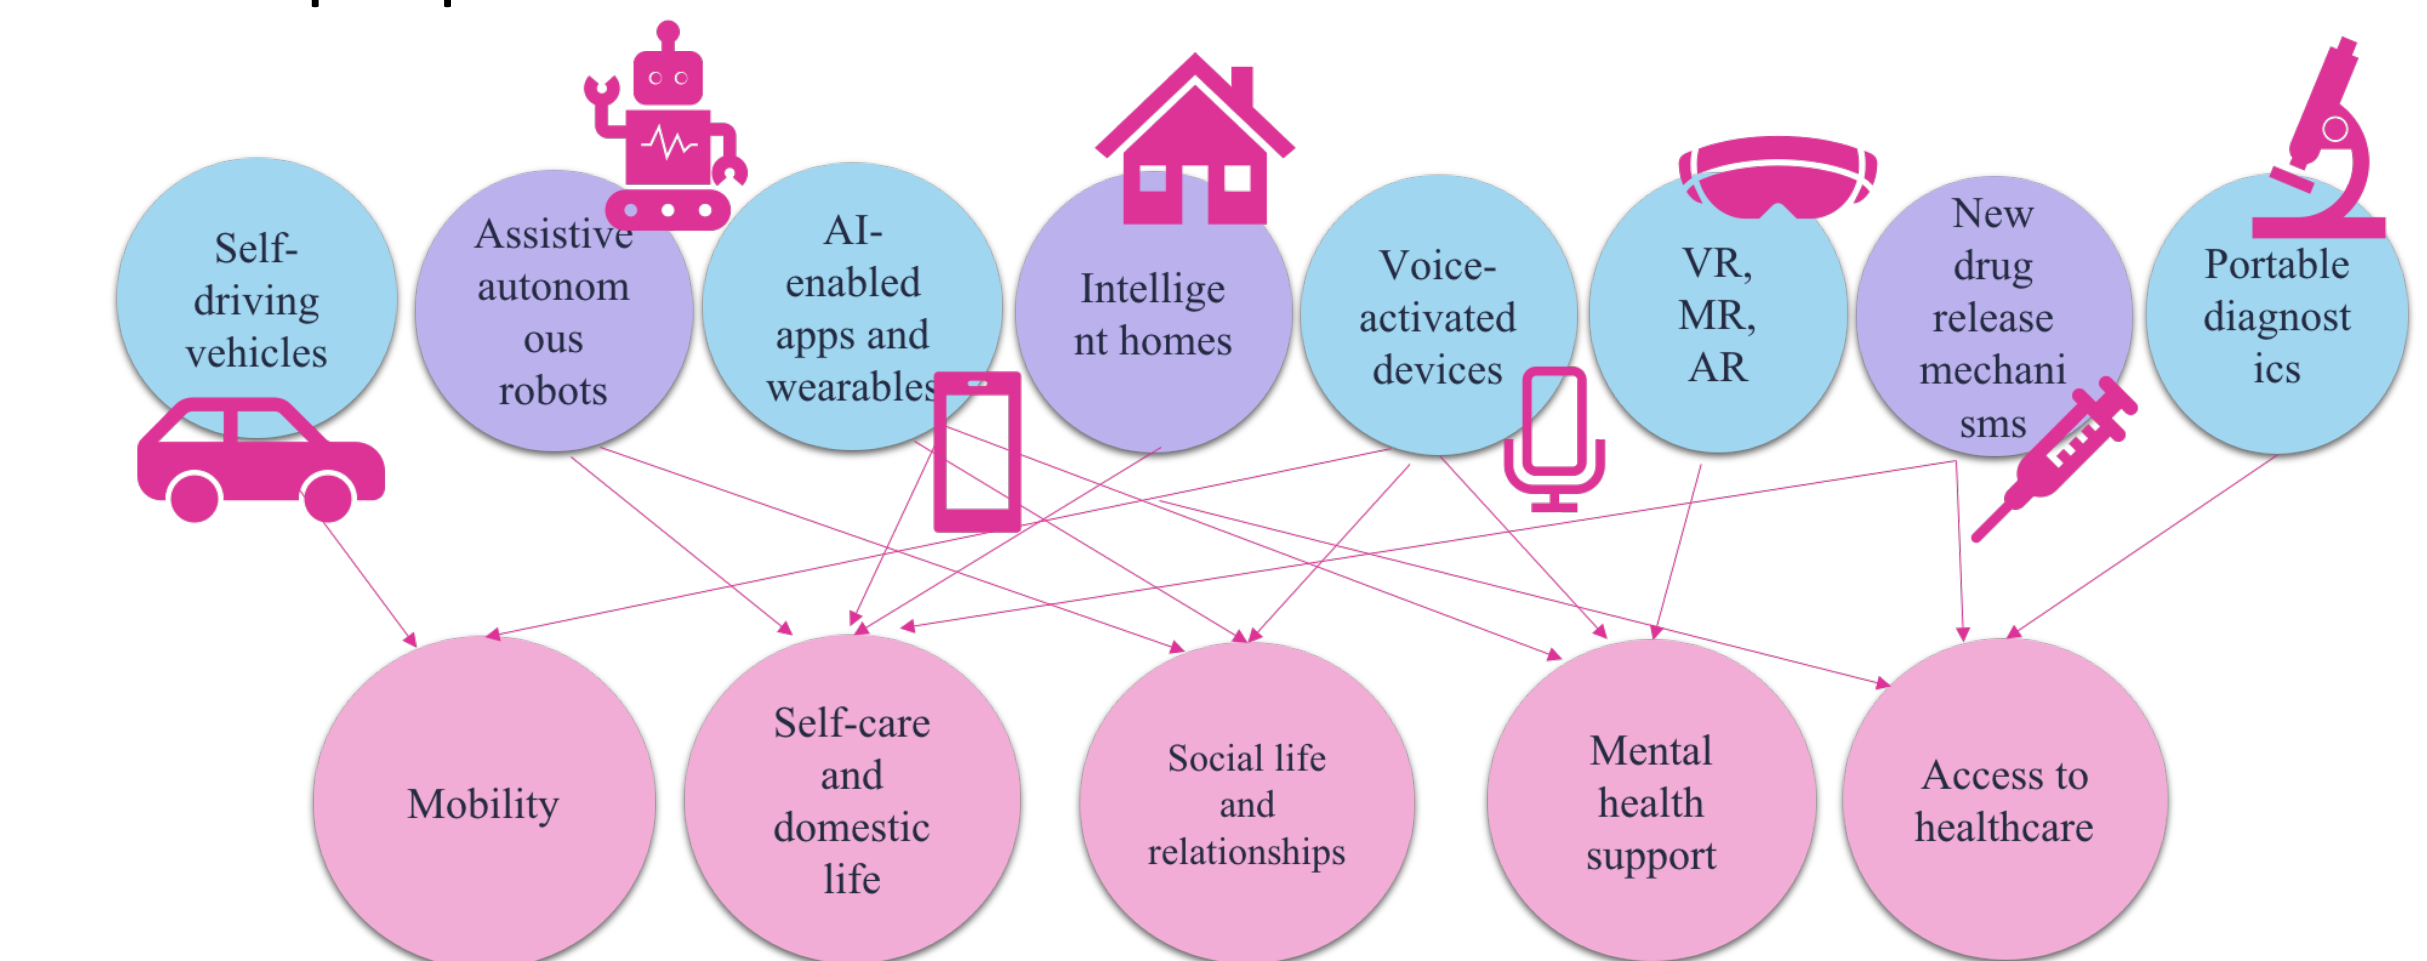 Self-
driving
vehicles
Assistive
autonom
ous
robots
AI-
enabled
apps and
wearables
Intellige
nt homes
Voice-
activated
devices
VR,
MR,
AR
New
drug
release
mechani
sms
Portable
diagnost
ics
Mobility
Self-care
and
domestic
life
Social life
and
relationships
Mental
health
support
Access to
healthcare